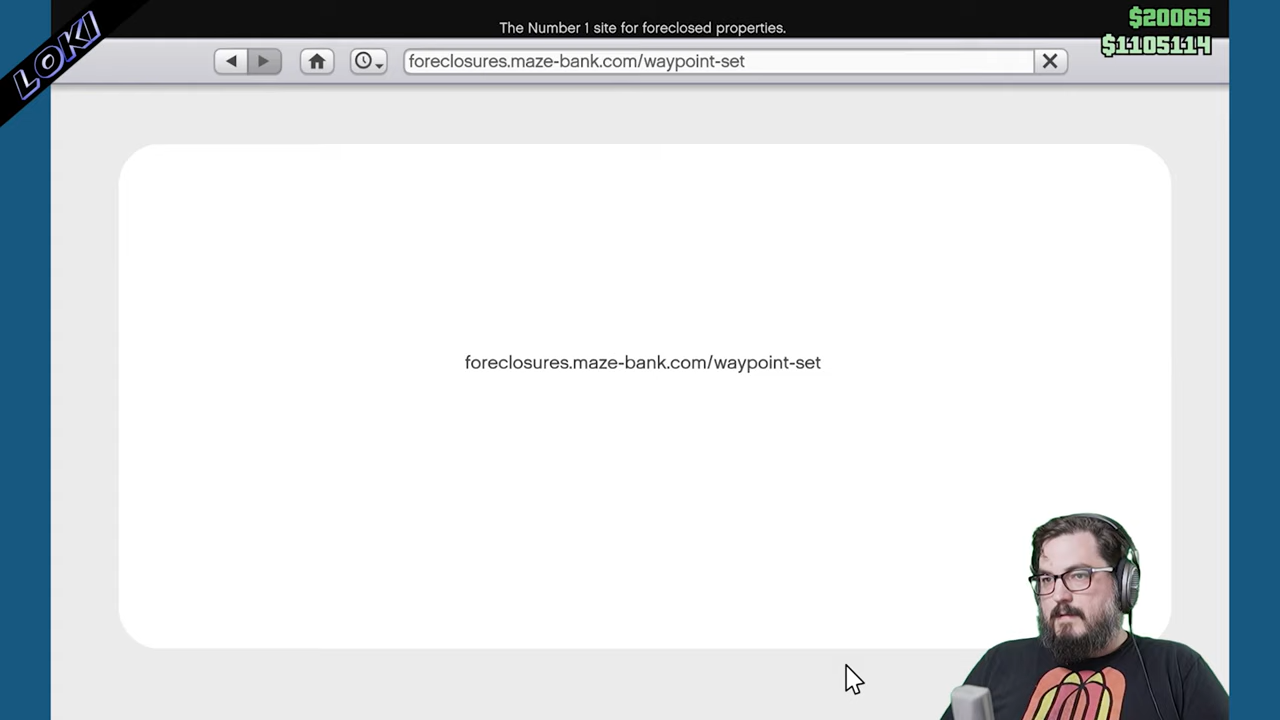 LOKI
The Number 1 site for foreclosed properties.
$20065
$1105114
foreclosures.maze-bank.com/waypoint-set
foreclosures.maze-bank.com/waypoint-set